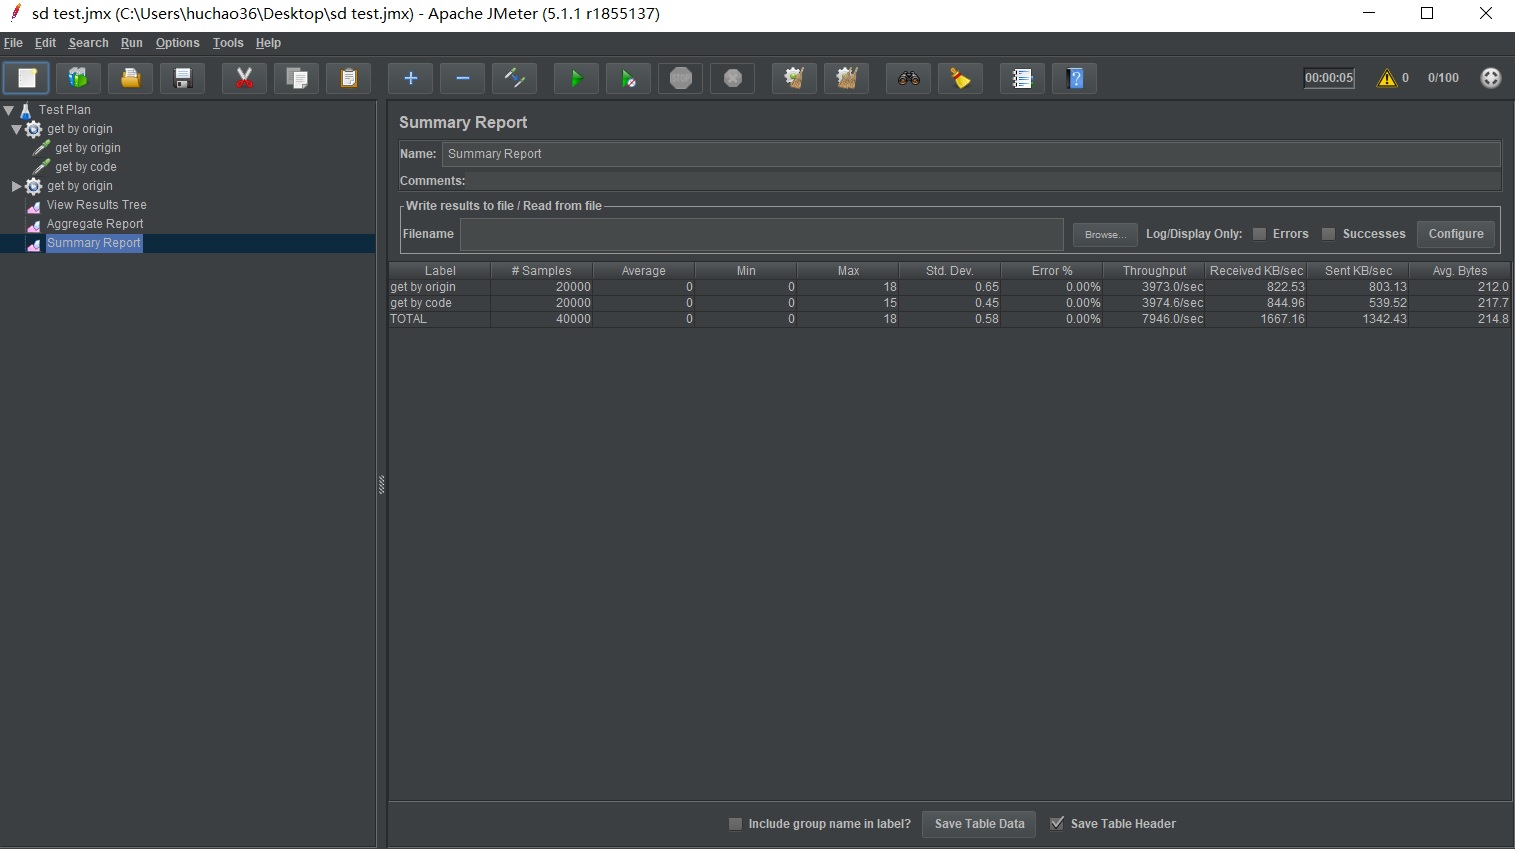 sd test.jmx (C:\Users\huchao36\Desktop\sd test.jmx) - Apache JMeter (5.1.1 r1855137)
File Edit Search Run Options Tools Help
STOP 00:00:05 0 0/100
Test Plan
get by origin
get by origin
get by code
get by origin
View Results Tree
Aggregate Report
Summary Report
Summary Report
Name: Summary Report
Comments:
Write results to file / Read from file
Filename Browse... Log/Display Only: Errors Successes Configure
Label # Samples Average Min Max Std. Dev. Error % Throughput Received KB/sec Sent KB/sec Avg. Bytes
get by origin 20000 0 0 18 0.65 0.00% 3973.0/sec 822.53 803.13 212.0
get by code 20000 0 0 15 0.45 0.00% 3974.6/sec 844.96 539.52 217.7
TOTAL 40000 0 0 18 0.58 0.00% 7946.0/sec 1667.16 1342.43 214.8
Include group name in label? Save Table Data Save Table Header